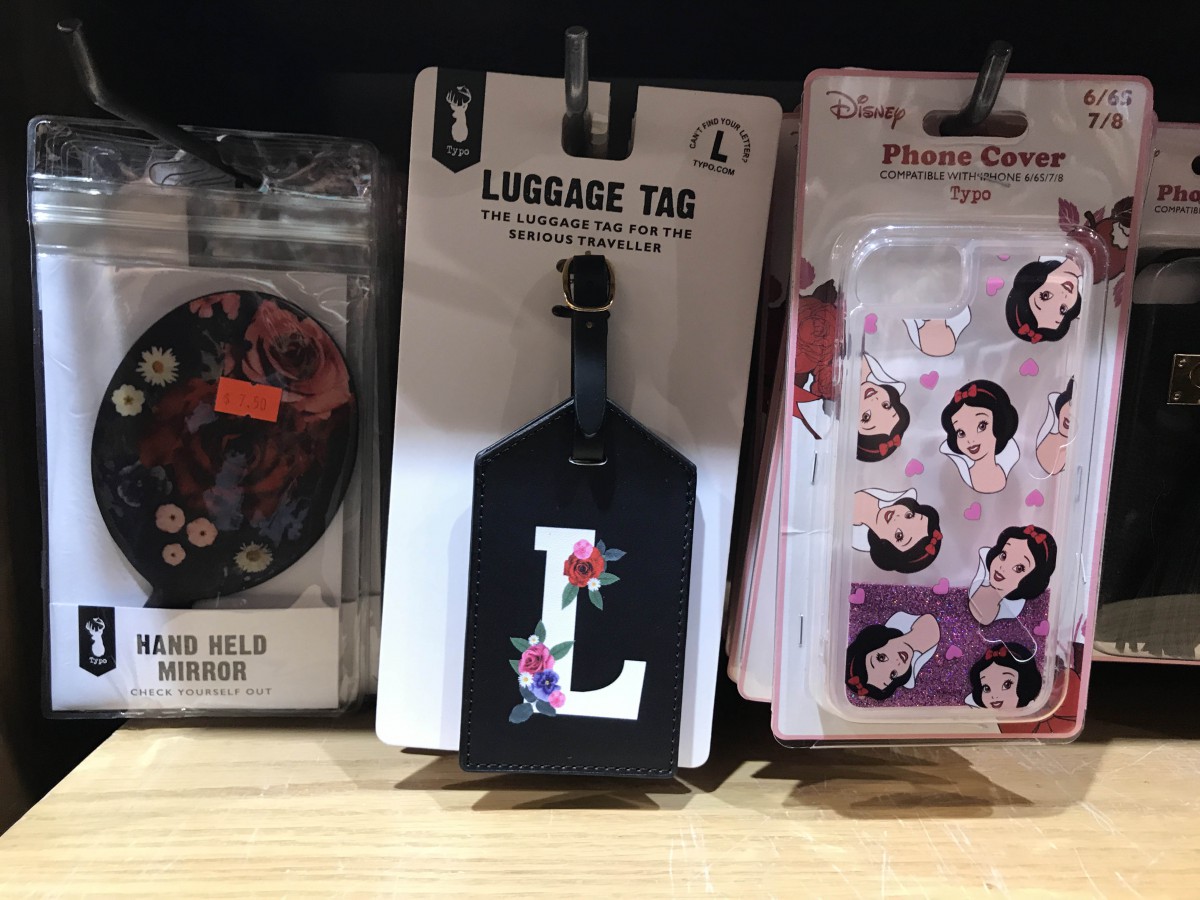 $ 7.50
Typo
HAND HELD
MIRROR
CHECK YOURSELF OUT
Typo
CAN'T FIND YOUR LETTER?
L
TYPO.COM
LUGGAGE TAG
THE LUGGAGE TAG FOR THE
SERIOUS TRAVELLER
L
Disney
6/6S
7/8
Phone Cover
COMPATIBLE WITH IPHONE 6/6S/7/8
Typo
Pho
COMPATIB